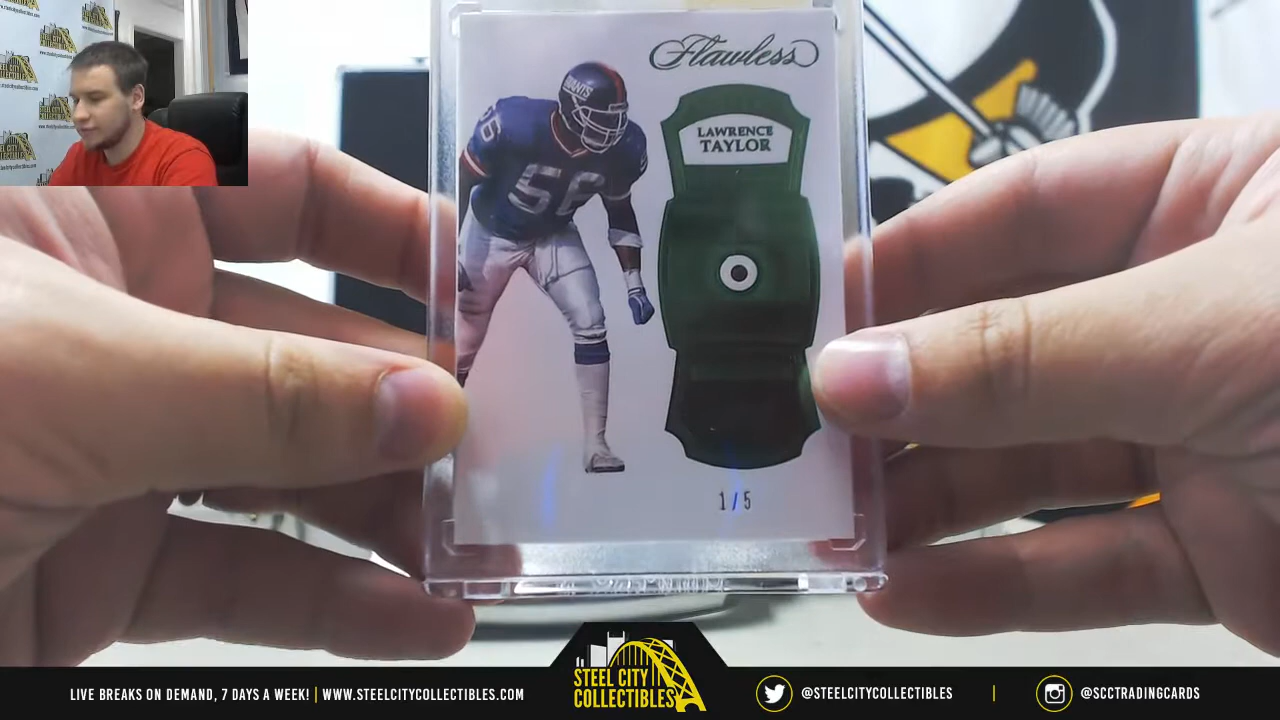 Flawless
LAWRENCE
TAYLOR
GIANTS
56
56
1/5
STEEL CITY
COLLECTIBLES
LIVE BREAKS ON DEMAND, 7 DAYS A WEEK! | WWW.STEELCITYCOLLECTIBLES.COM
@STEELCITYCOLLECTIBLES | @SCCTRADINGCARDS